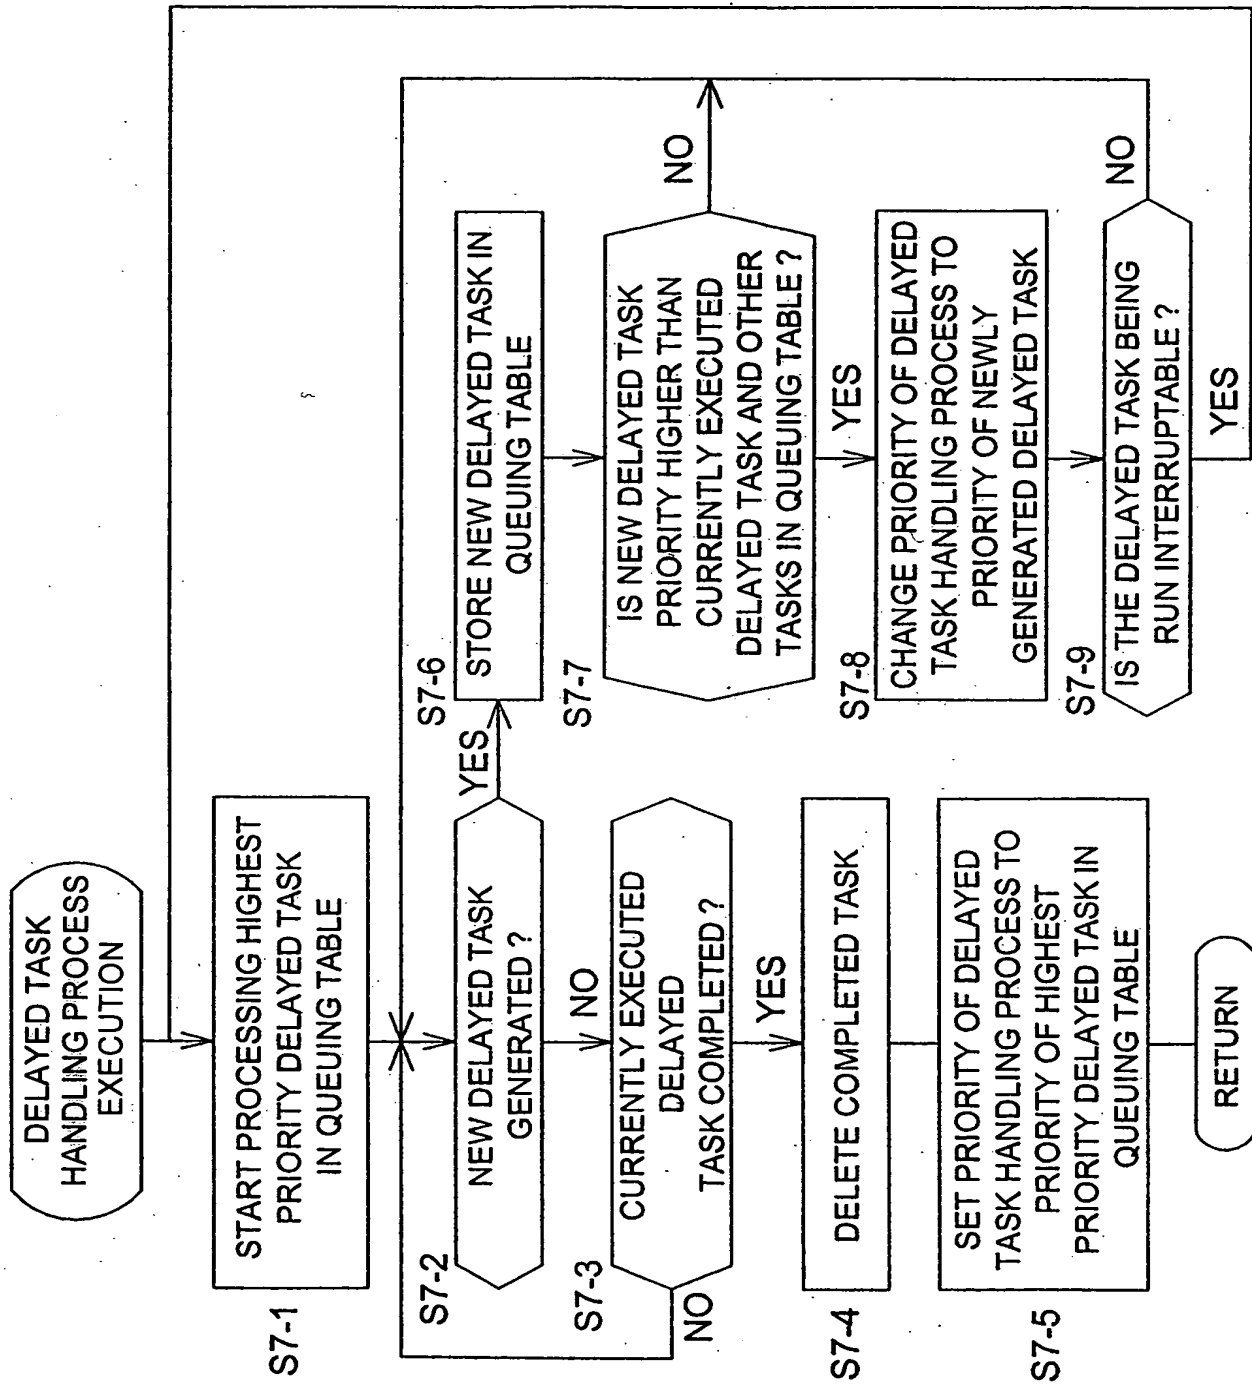 DELAYED TASK
HANDLING PROCESS
EXECUTION
S7-1
START PROCESSING HIGHEST
PRIORITY DELAYED TASK
IN QUEUING TABLE
S7-2
NEW DELAYED TASK
GENERATED ?
YES
NO
S7-3
CURRENTLY EXECUTED
DELAYED
TASK COMPLETED ?
NO
YES
S7-4
DELETE COMPLETED TASK
S7-5
SET PRIORITY OF DELAYED
TASK HANDLING PROCESS TO
PRIORITY OF HIGHEST
PRIORITY DELAYED TASK IN
QUEUING TABLE
RETURN
S7-6
STORE NEW DELAYED TASK IN
QUEUING TABLE
S7-7
IS NEW DELAYED TASK
PRIORITY HIGHER THAN
CURRENTLY EXECUTED
DELAYED TASK AND OTHER
TASKS IN QUEUING TABLE ?
NO
YES
S7-8
CHANGE PRIORITY OF DELAYED
TASK HANDLING PROCESS TO
PRIORITY OF NEWLY
GENERATED DELAYED TASK
S7-9
IS THE DELAYED TASK BEING
RUN INTERRUPTABLE ?
NO
YES